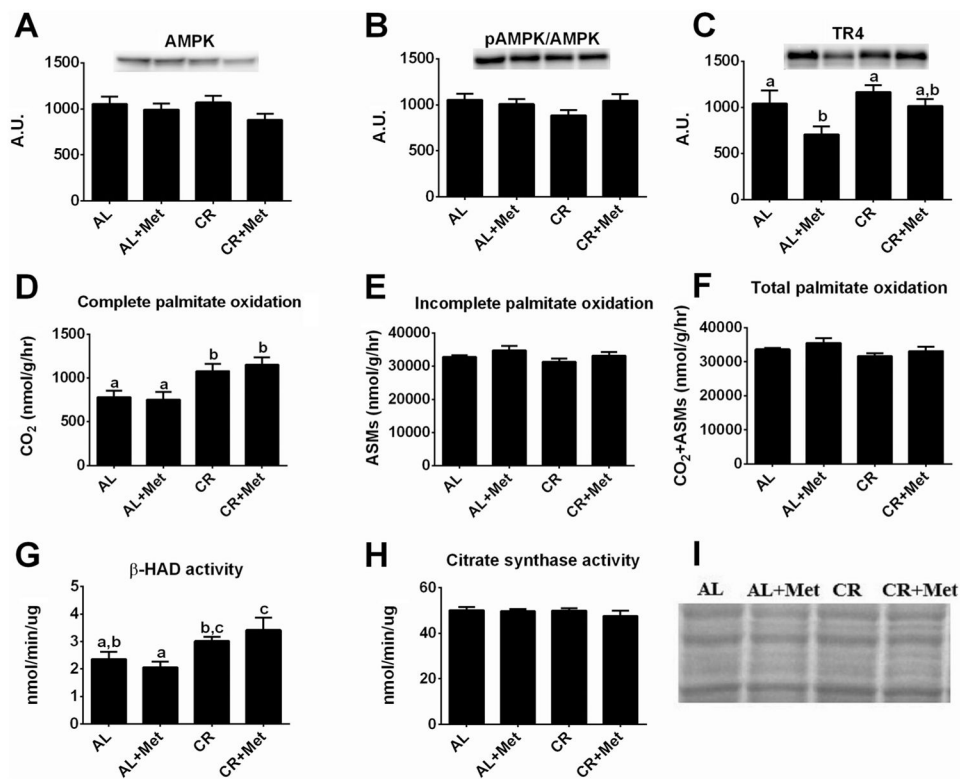 A
AMPK
1500
1000
500
0
A.U.
AL
AL+Met
CR
CR+Met
B
pAMPK/AMPK
1500
1000
500
0
A.U.
AL
AL+Met
CR
CR+Met
C
TR4
1500
1000
500
0
A.U.
a
b
a
a,b
AL
AL+Met
CR
CR+Met
D
Complete palmitate oxidation
1500
1000
500
0
CO₂ (nmol/g/hr)
a
a
b
b
AL
AL+Met
CR
CR+Met
E
Incomplete palmitate oxidation
40000
30000
20000
10000
0
ASMs (nmol/g/hr)
AL
AL+Met
CR
CR+Met
F
Total palmitate oxidation
40000
30000
20000
10000
0
CO₂+ASMs (nmol/g/hr)
AL
AL+Met
CR
CR+Met
G
β-HAD activity
5
4
3
2
1
0
nmol/min/ug
a,b
a
b,c
c
AL
AL+Met
CR
CR+Met
H
Citrate synthase activity
60
40
20
0
nmol/min/ug
AL
AL+Met
CR
CR+Met
I
AL AL+Met CR CR+Met